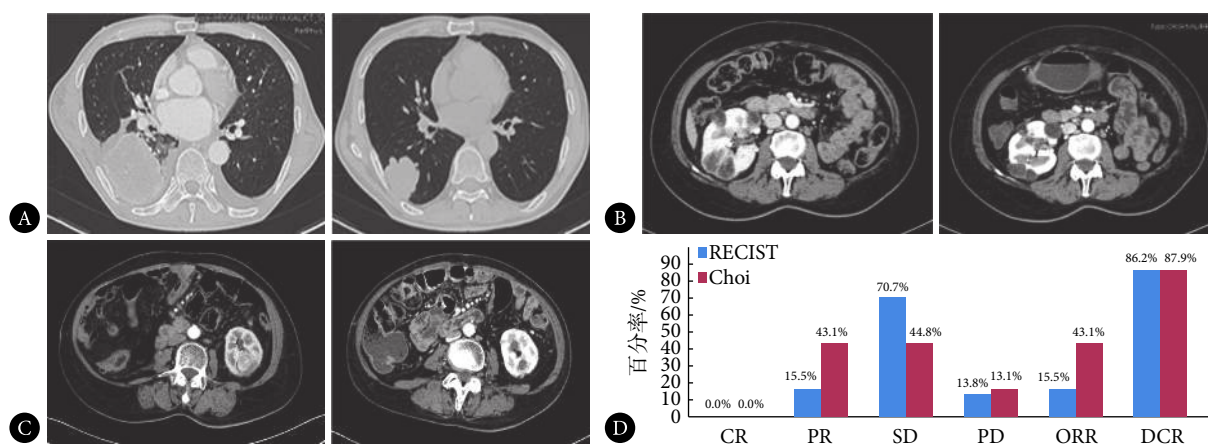 A
B
C
D
RECIST
Choi
百分率/%
90
80
70
60
50
40
30
20
10
0
0.0% 0.0%
15.5%
43.1%
70.7%
44.8%
13.8%
13.1%
15.5%
43.1%
86.2% 87.9%
CR PR SD PD ORR DCR